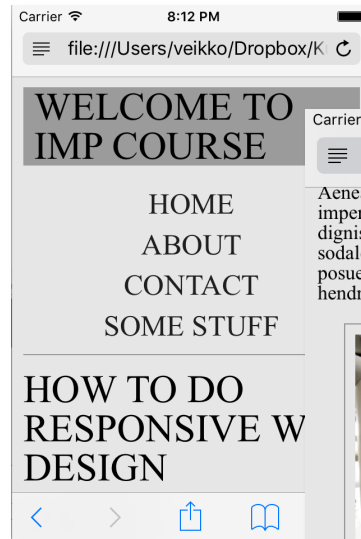 Carrier 8:12 PM
file:///Users/veikko/Dropbox/K
WELCOME TO
IMP COURSE
HOME
ABOUT
CONTACT
SOME STUFF
HOW TO DO
RESPONSIVE W
DESIGN
Carrier
Aene
imper
dignis
sodal
posue
hendr